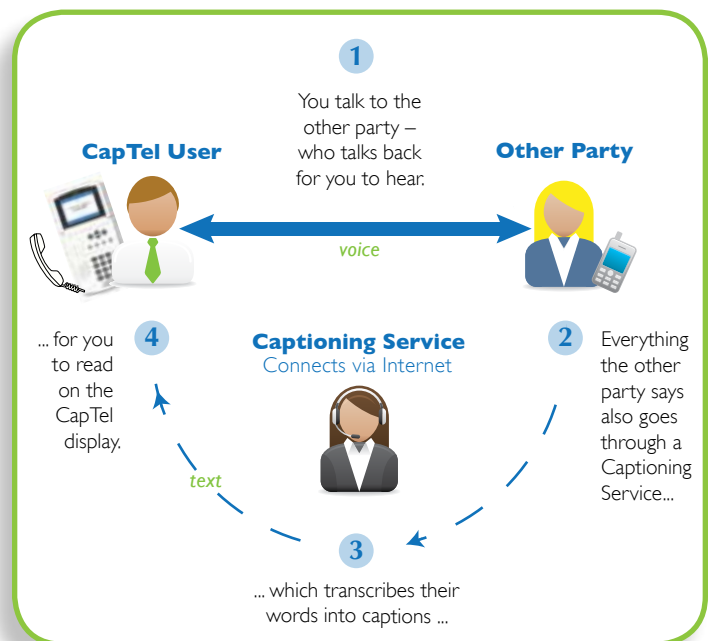 1
You talk to the
other party –
who talks back
for you to hear.
CapTel User
Other Party
voice
2
Everything
the other
party says
also goes
through a
Captioning
Service...
Captioning Service
Connects via Internet
3
... which transcribes their
words into captions ...
text
4
... for you
to read
on the
CapTel
display.